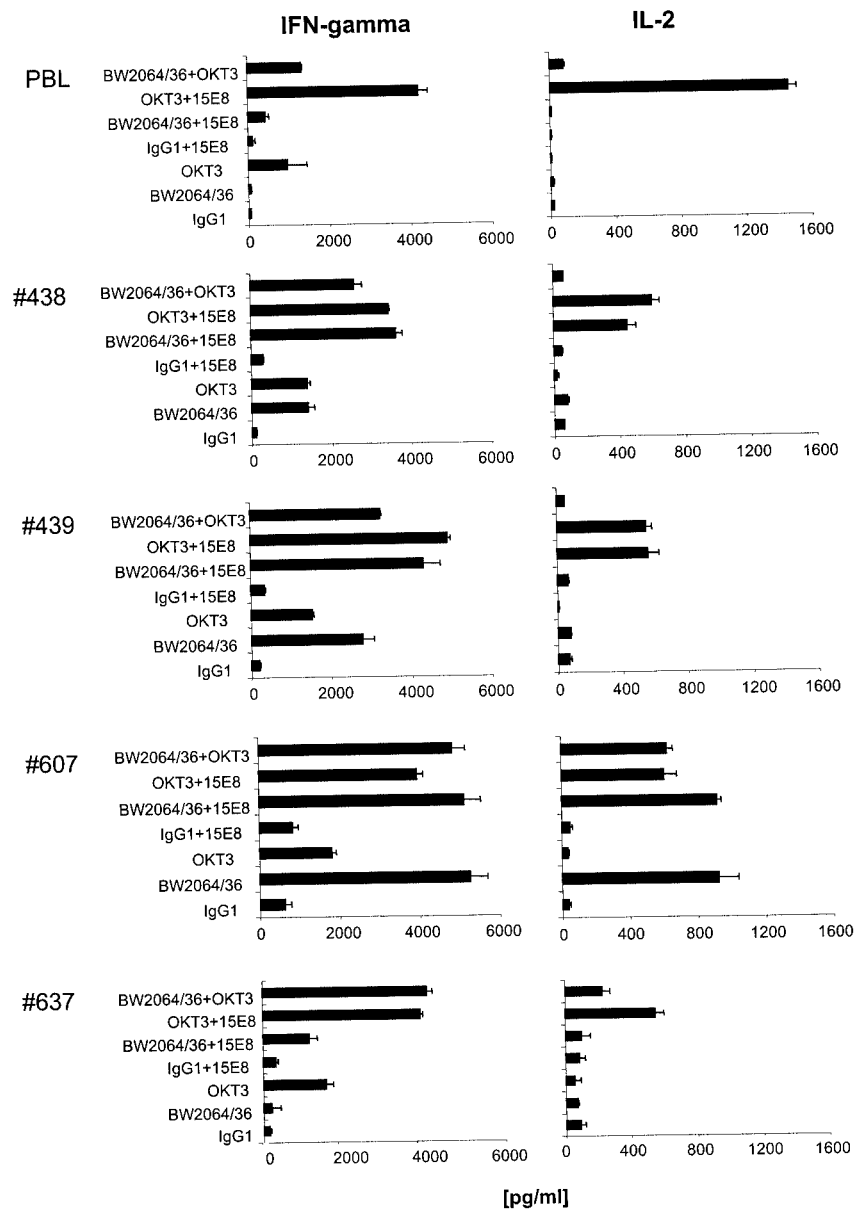 IFN-gamma
IL-2
PBL
BW2064/36+OKT3
OKT3+15E8
BW2064/36+15E8
IgG1+15E8
OKT3
BW2064/36
IgG1
0 2000 4000 6000
0 400 800 1200 1600
#438
BW2064/36+OKT3
OKT3+15E8
BW2064/36+15E8
IgG1+15E8
OKT3
BW2064/36
IgG1
0 2000 4000 6000
0 400 800 1200 1600
#439
BW2064/36+OKT3
OKT3+15E8
BW2064/36+15E8
IgG1+15E8
OKT3
BW2064/36
IgG1
0 2000 4000 6000
0 400 800 1200 1600
#607
BW2064/36+OKT3
OKT3+15E8
BW2064/36+15E8
IgG1+15E8
OKT3
BW2064/36
IgG1
0 2000 4000 6000
0 400 800 1200 1600
#637
BW2064/36+OKT3
OKT3+15E8
BW2064/36+15E8
IgG1+15E8
OKT3
BW2064/36
IgG1
0 2000 4000 6000
0 400 800 1200 1600
[pg/ml]